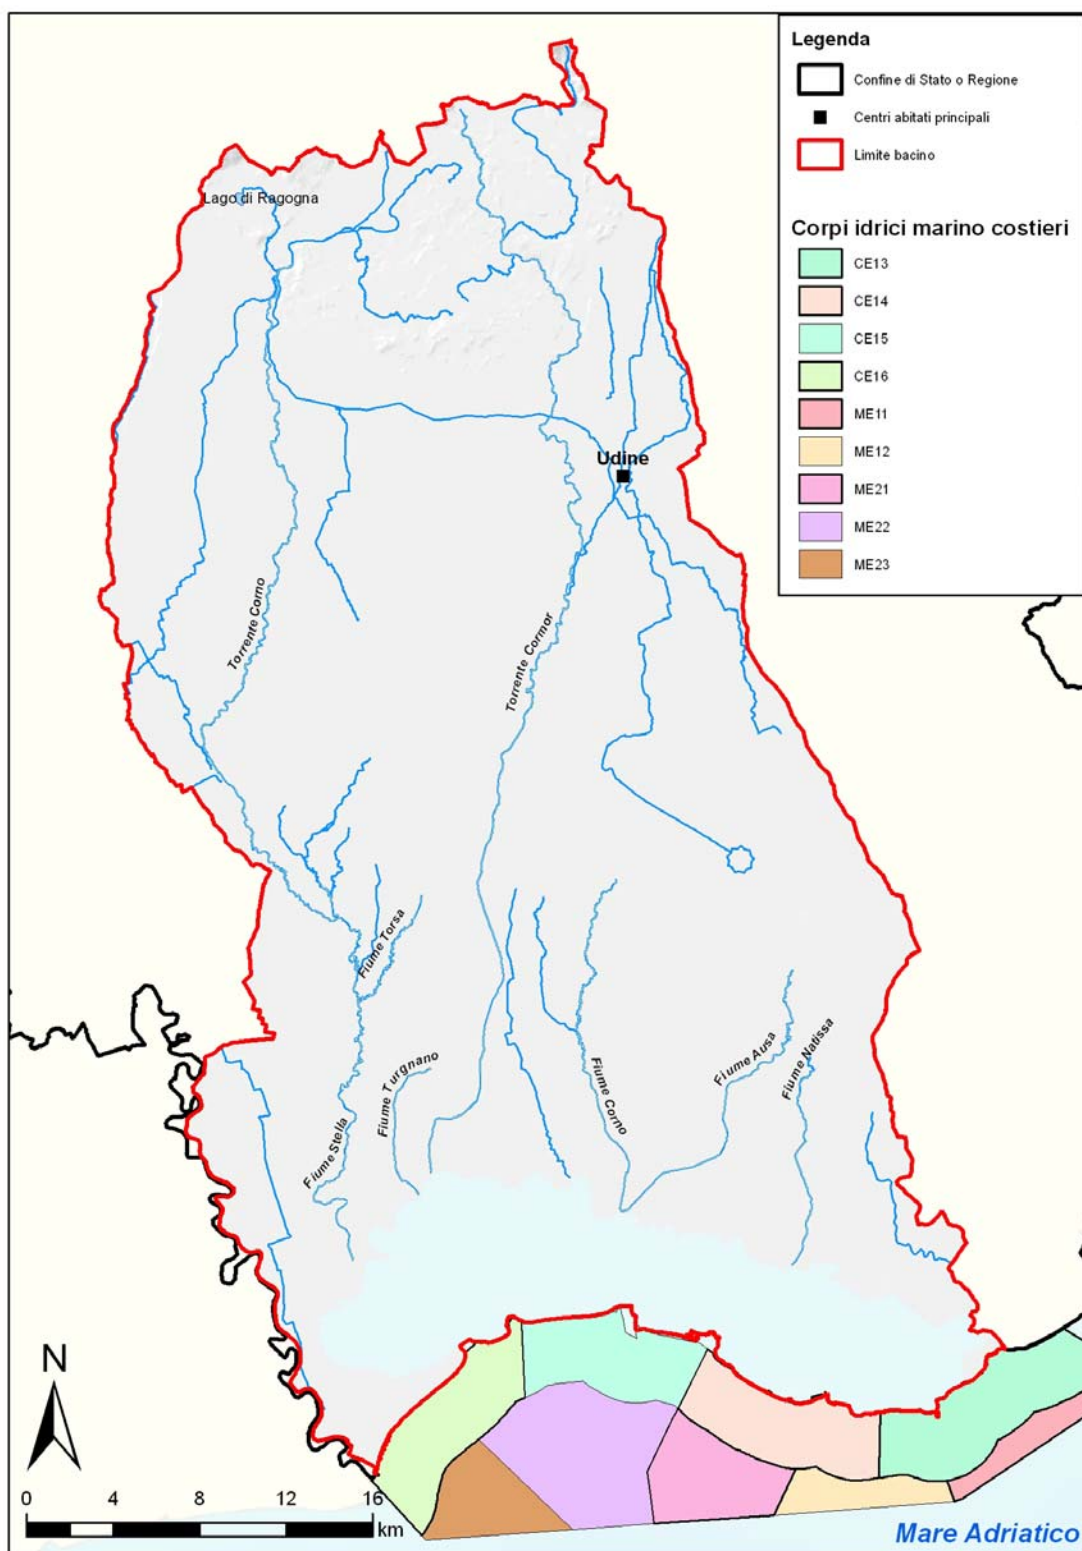 Legenda
Confine di Stato o Regione
Centri abitati principali
Limite bacino
Corpi idrici marino costieri
CE13
CE14
CE15
CE16
ME11
ME12
ME21
ME22
ME23
Lago di Ragogna
Udine
Torrente Corno
Torrente Cormor
Fiume Torsa
Fiume Turgnano
Fiume Stella
Fiume Corno
Fiume Ausa
Fiume Natissa
N
0 4 8 12 16
km
Mare Adriatico